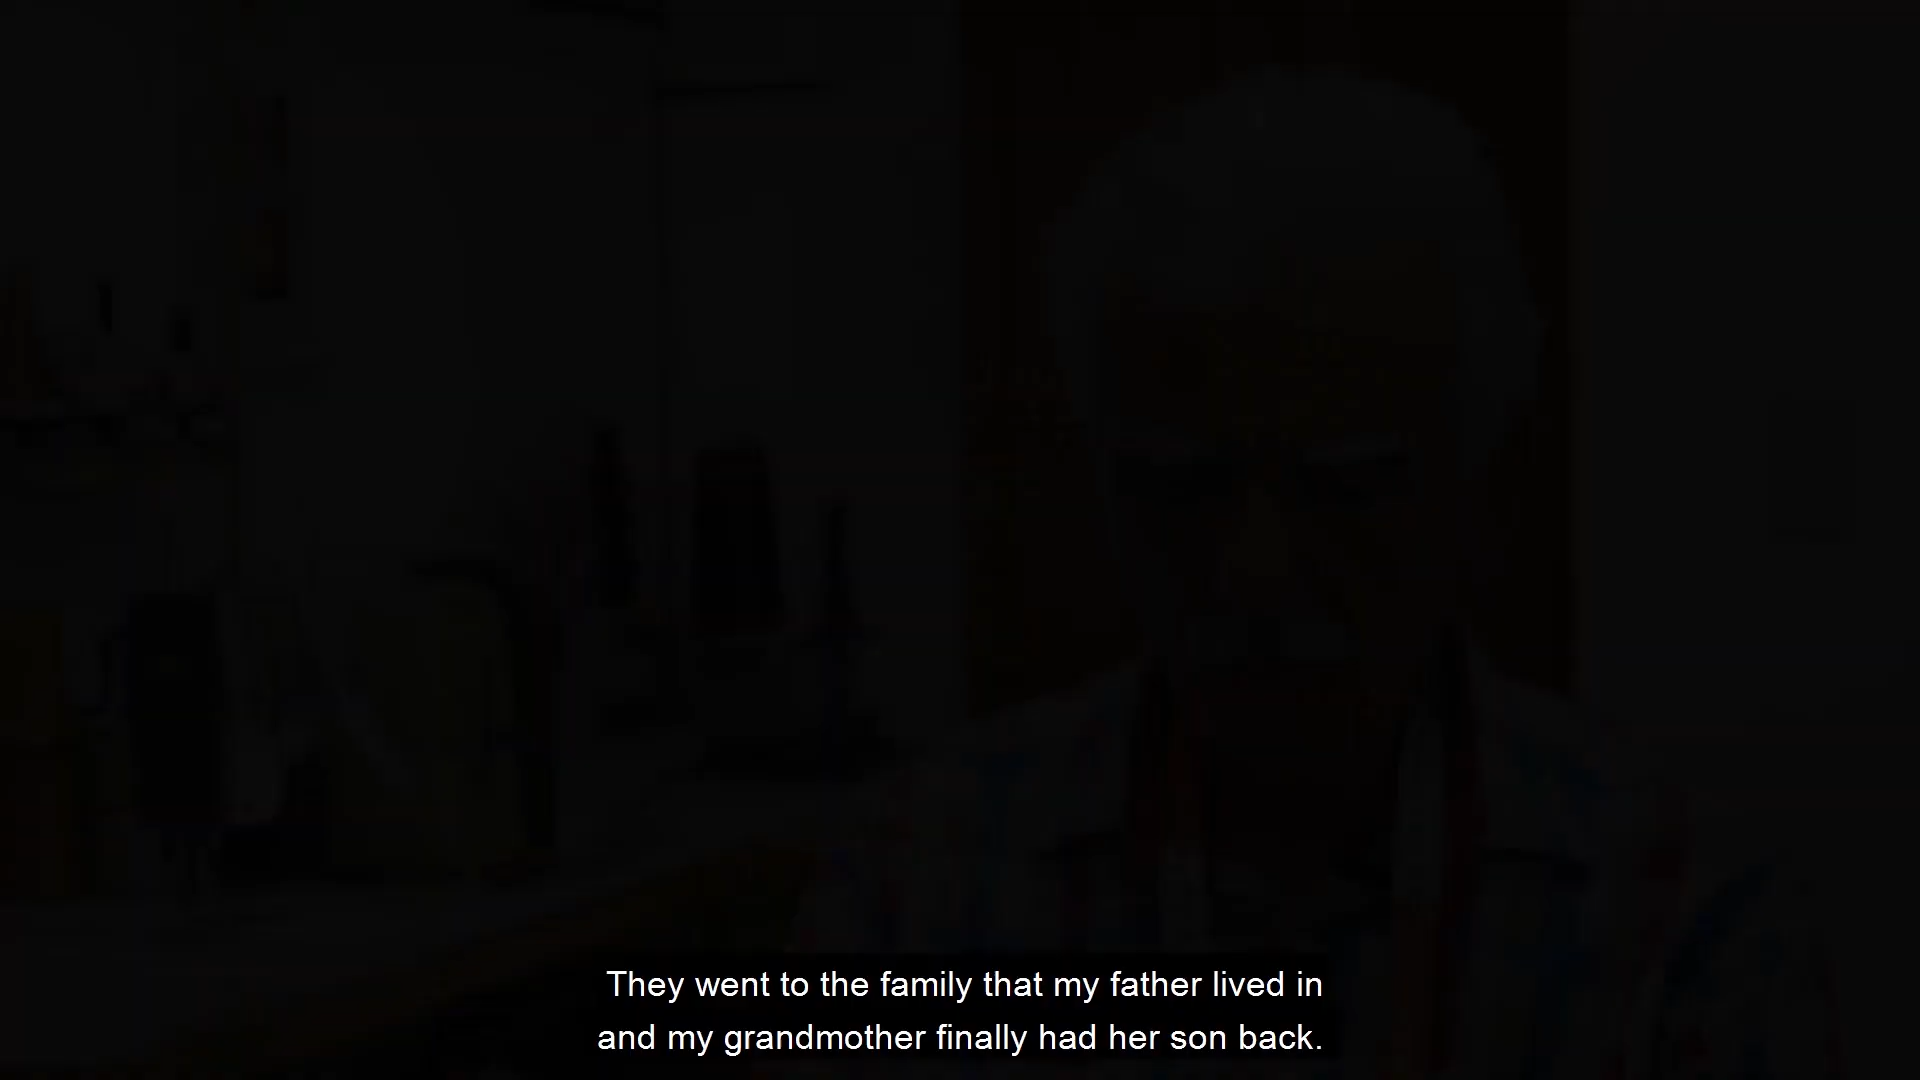 They went to the family that my father lived in
and my grandmother finally had her son back.